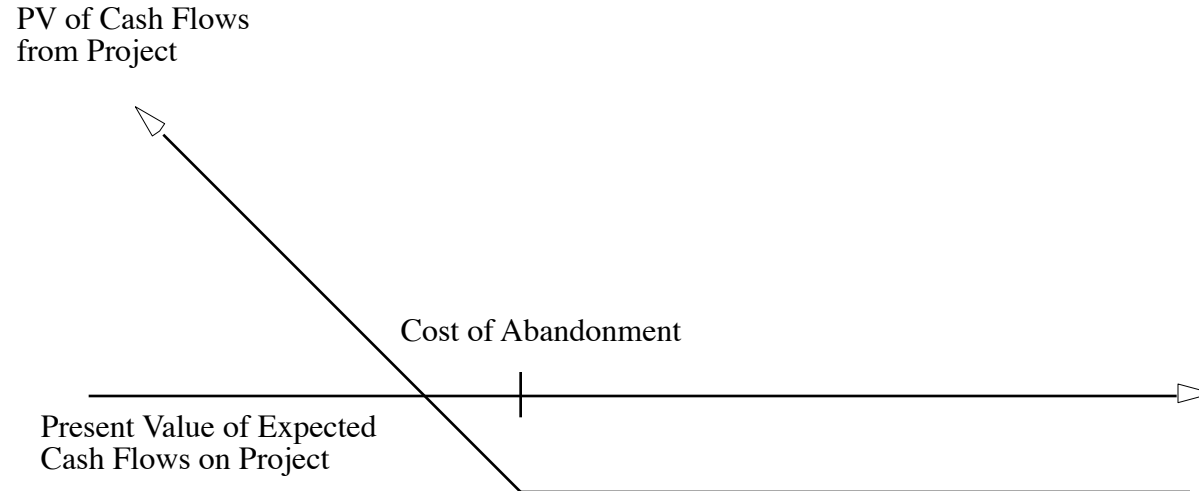 PV of Cash Flows
from Project
Cost of Abandonment
Present Value of Expected
Cash Flows on Project